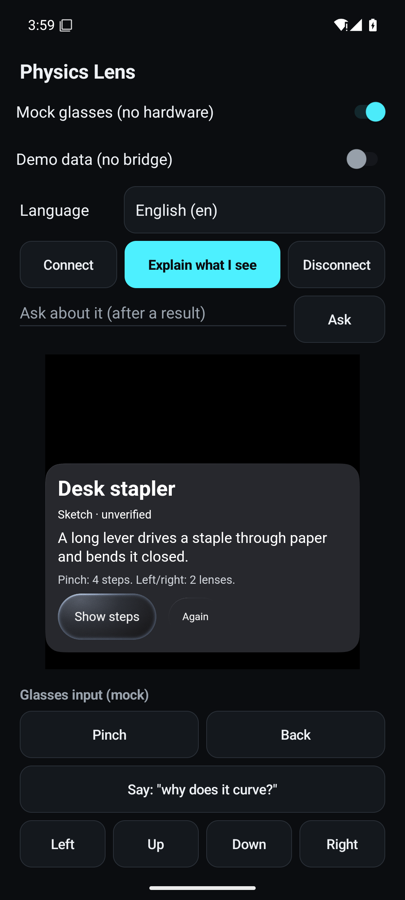 3:59
Physics Lens
Mock glasses (no hardware)
Demo data (no bridge)
Language
English (en)
Connect
Explain what I see
Disconnect
Ask about it (after a result)
Ask
Desk stapler
Sketch · unverified
A long lever drives a staple through paper
and bends it closed.
Pinch: 4 steps. Left/right: 2 lenses.
Show steps
Again
Glasses input (mock)
Pinch
Back
Say: "why does it curve?"
Left
Up
Down
Right